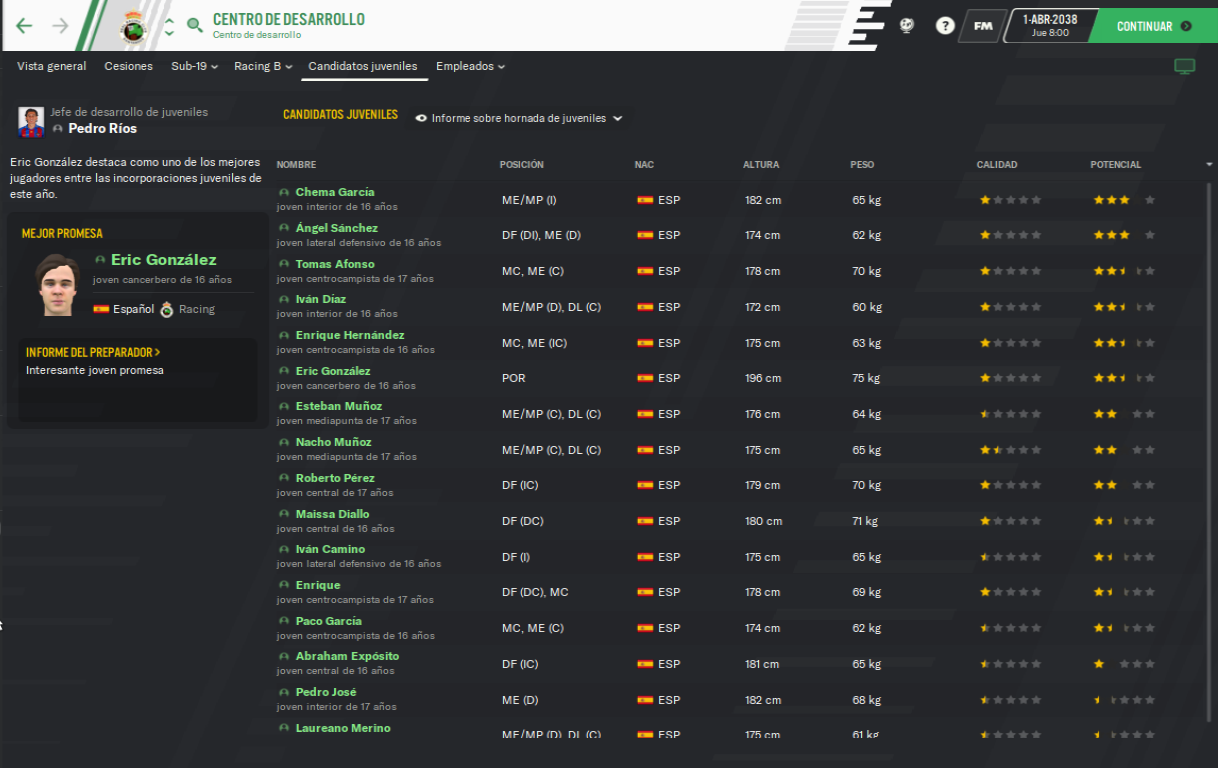 CENTRO DE DESARROLLO
Centro de desarrollo
FM
1-ABR-2038
Jue 8:00
CONTINUAR
Vista general Cesiones Sub-19 Racing B Candidatos juveniles Empleados
Jefe de desarrollo de juveniles
Pedro Ríos
Eric González destaca como uno de los mejores
jugadores entre las incorporaciones juveniles de
este año.
MEJOR PROMESA
Eric González
joven cancerbero de 16 años
Español Racing
INFORME DEL PREPARADOR >
Interesante joven promesa
CANDIDATOS JUVENILES Informe sobre hornada de juveniles
NOMBRE POSICIÓN NAC ALTURA PESO CALIDAD POTENCIAL
Chema García
joven interior de 16 años
ME/MP (I) ESP 182 cm 65 kg
Ángel Sánchez
joven lateral defensivo de 16 años
DF (DI), ME (D) ESP 174 cm 62 kg
Tomas Afonso
joven centrocampista de 17 años
MC, ME (C) ESP 178 cm 70 kg
Iván Díaz
joven interior de 16 años
ME/MP (D), DL (C) ESP 172 cm 60 kg
Enrique Hernández
joven centrocampista de 16 años
MC, ME (IC) ESP 175 cm 63 kg
Eric González
joven cancerbero de 16 años
POR ESP 196 cm 75 kg
Esteban Muñoz
joven mediapunta de 17 años
ME/MP (C), DL (C) ESP 176 cm 64 kg
Nacho Muñoz
joven mediapunta de 17 años
ME/MP (C), DL (C) ESP 175 cm 65 kg
Roberto Pérez
joven central de 17 años
DF (IC) ESP 179 cm 70 kg
Maissa Diallo
joven central de 16 años
DF (DC) ESP 180 cm 71 kg
Iván Camino
joven lateral defensivo de 16 años
DF (I) ESP 175 cm 65 kg
Enrique
joven centrocampista de 17 años
DF (DC), MC ESP 178 cm 69 kg
Paco García
joven centrocampista de 16 años
MC, ME (C) ESP 174 cm 62 kg
Abraham Expósito
joven central de 16 años
DF (IC) ESP 181 cm 65 kg
Pedro José
joven interior de 17 años
ME (D) ESP 182 cm 68 kg
Laureano Merino
ME/MP (D), DL (C) ESP 175 cm 61 kg